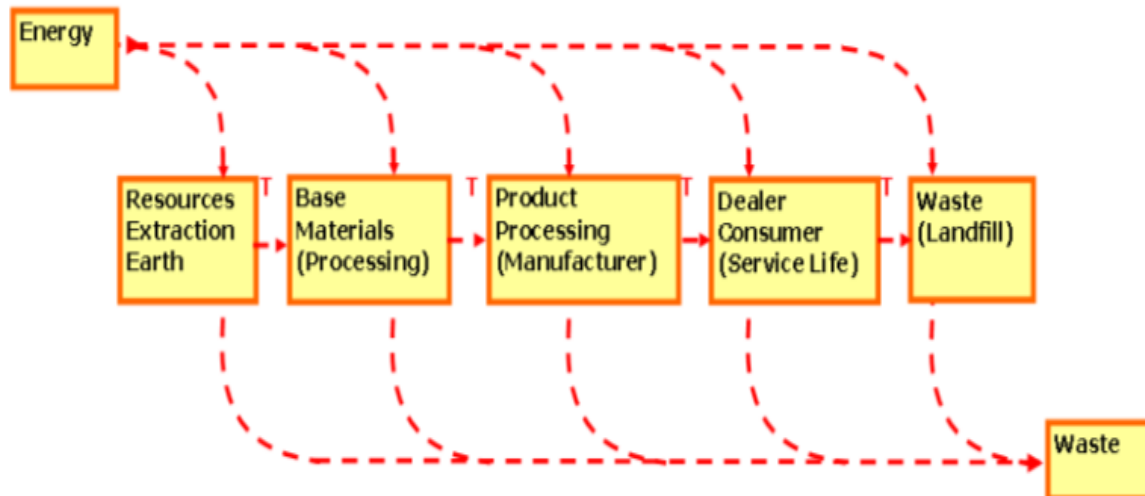 Energy
T
T
T
T
Resources
Extraction
Earth
Base
Materials
(Processing)
Product
Processing
(Manufacturer)
Dealer
Consumer
(Service Life)
Waste
(Landfill)
Waste